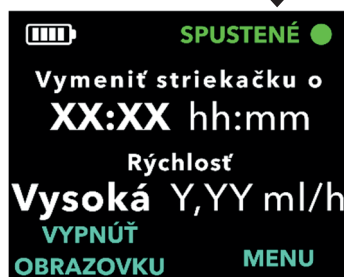 SPUSTENÉ
Vymeniť striekačku o
XX:XX hh:mm
Rýchlosť
Vysoká Y,YY ml/h
VYPNÚŤ
OBRAZOVKU MENU